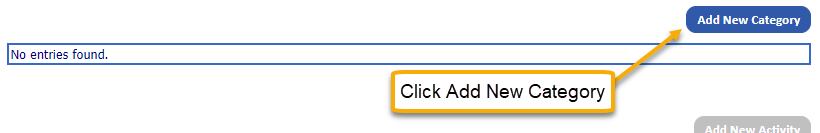 Add New Category
No entries found.
Click Add New Category
Add New Activity